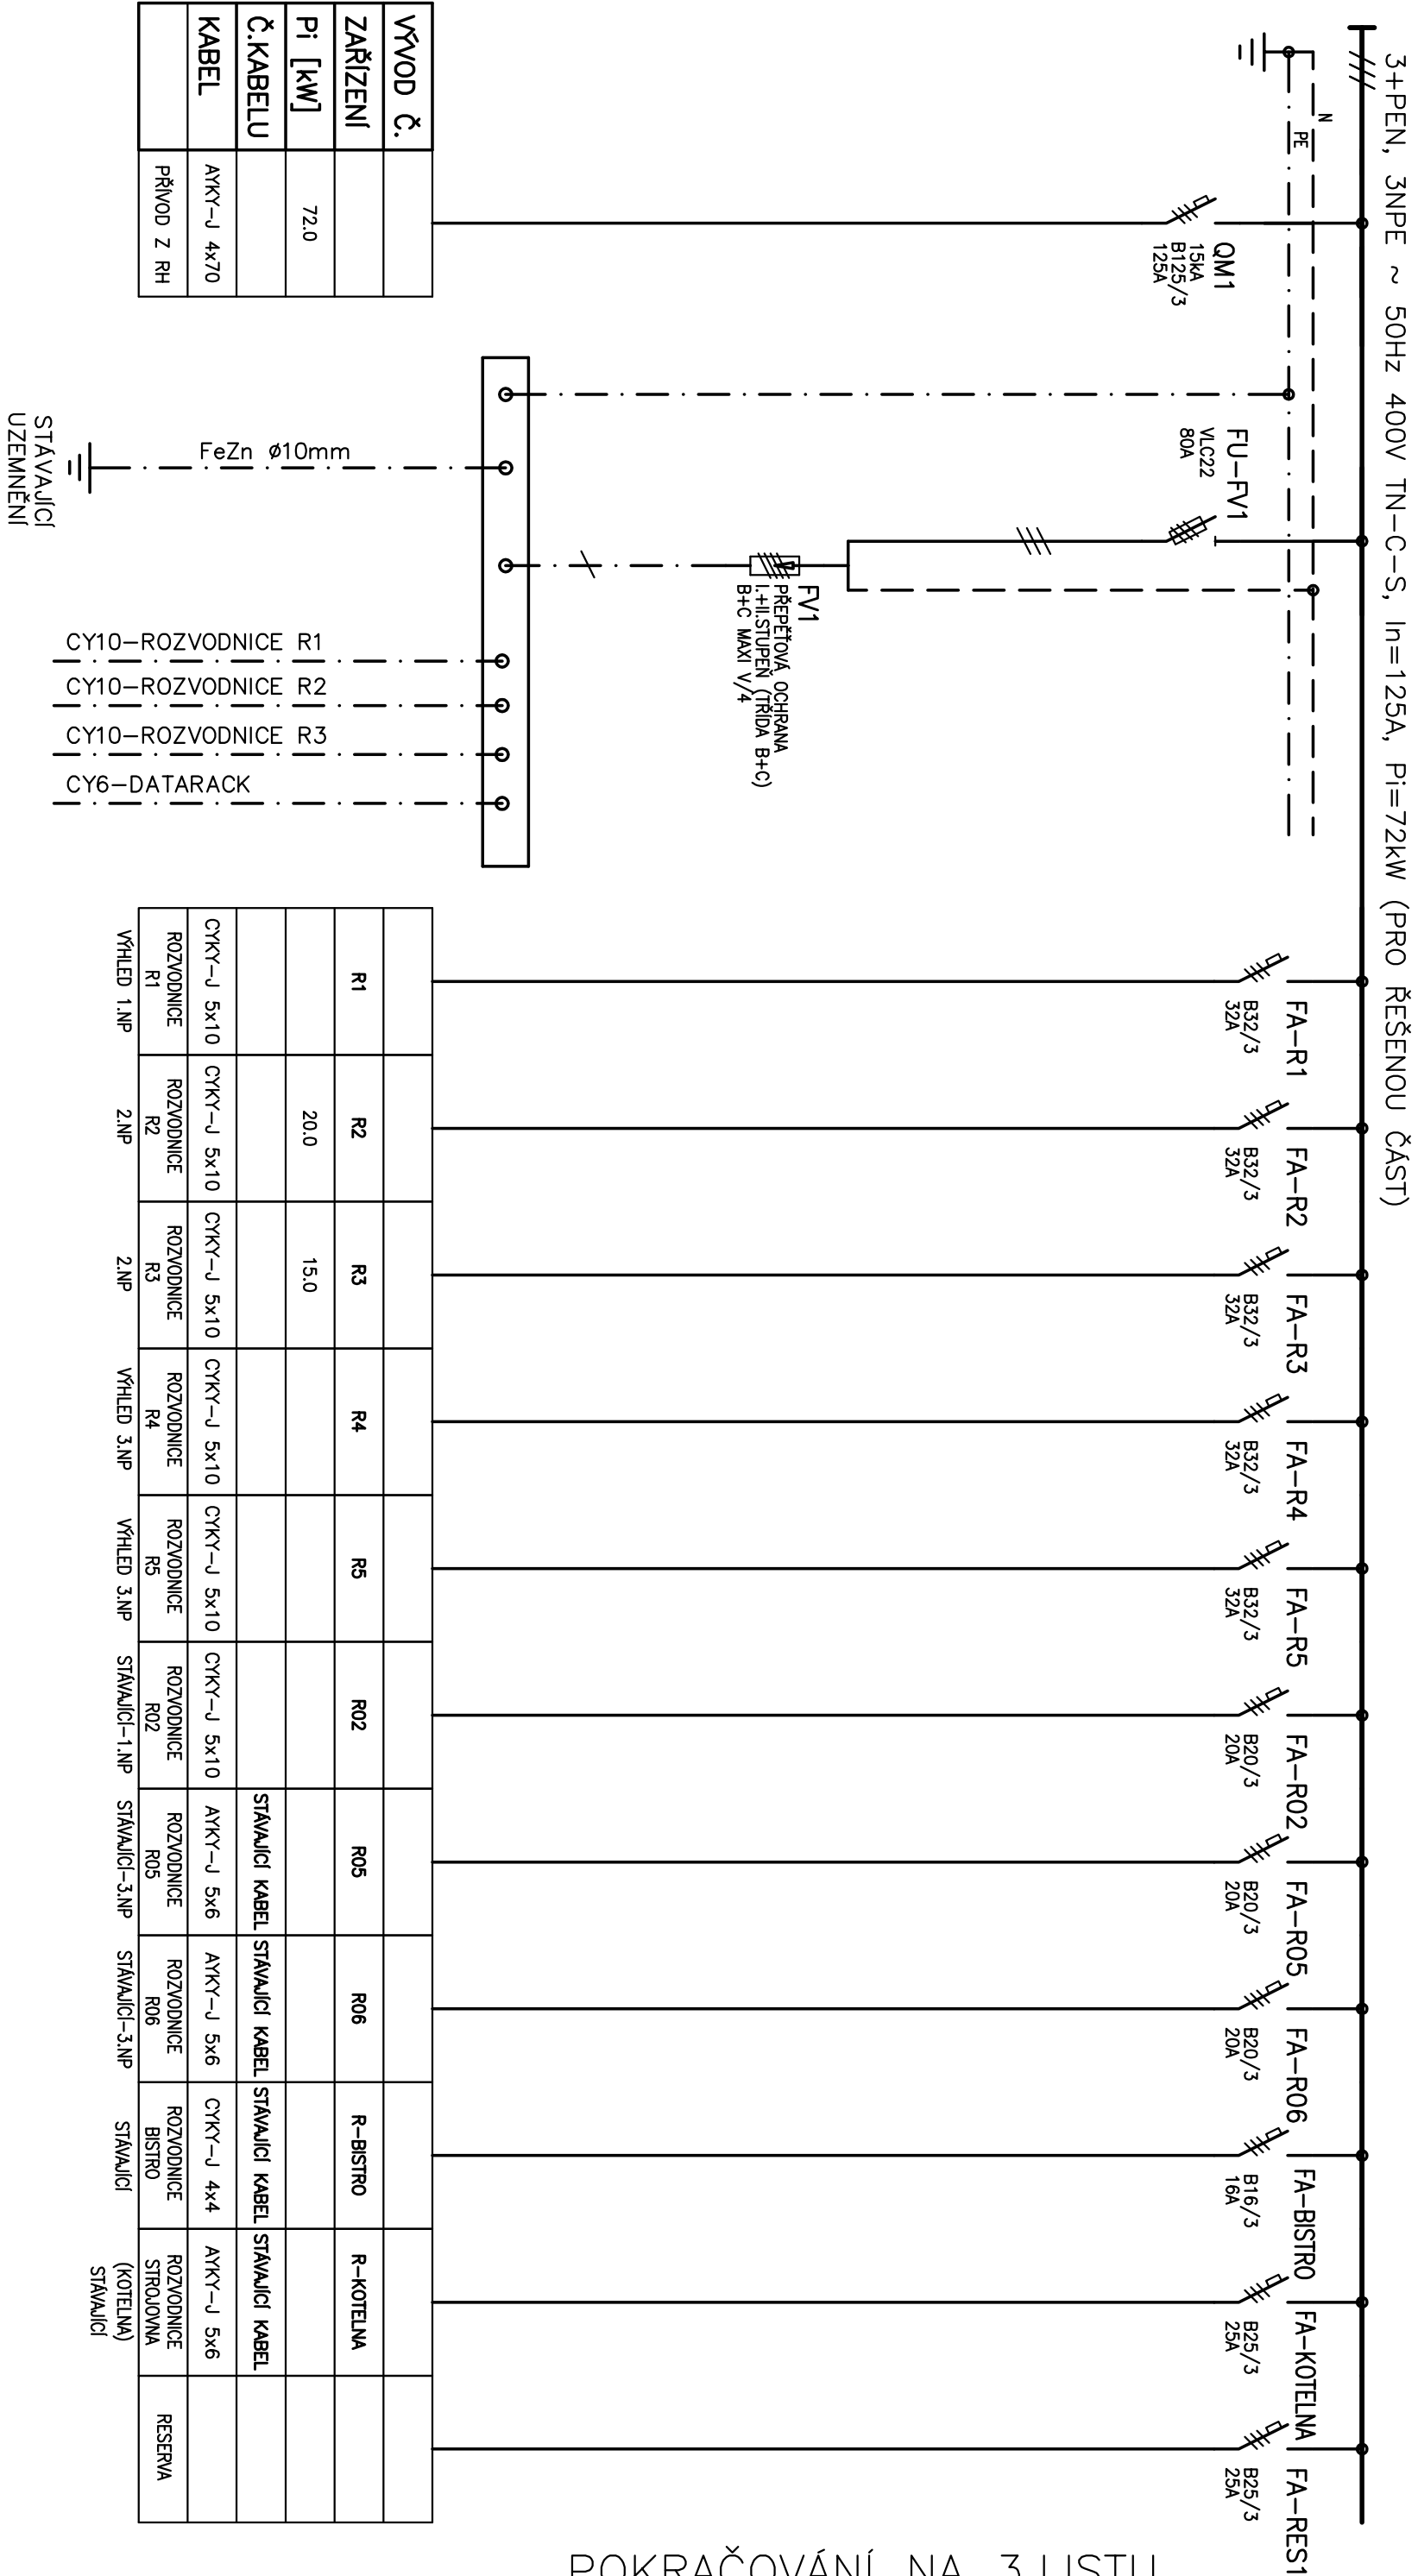 3+PEN, 3NPE ~ 50Hz 400V TN-C-S, In=125A, Pi=72kW (PRO ŘEŠENOU ČÁST)
N
PE
QM1
15kA
B125/3
125A
FU-FV1
VLC22
80A
FV1
PŘEPĚŤOVÁ OCHRANA
I.+II.STUPEŇ (TŘÍDA B+C)
B+C MAXI V/4
FA-R1
B32/3
32A
FA-R2
B32/3
32A
FA-R3
B32/3
32A
FA-R4
B32/3
32A
FA-R5
B32/3
32A
FA-R02
B20/3
20A
FA-R05
B20/3
20A
FA-R06
B20/3
20A
FA-BISTRO
B16/3
16A
FA-KOTELNA
B25/3
25A
FA-RES1
B25/3
25A
POKRAČOVÁNÍ NA 3.LISTU
FeZn ø10mm
STÁVAJÍCÍ
UZEMNĚNÍ
CY10-ROZVODNICE R1
CY10-ROZVODNICE R2
CY10-ROZVODNICE R3
CY6-DATARACK
VÝVOD Č.
ZAŘÍZENÍ R1 R2 R3 R4 R5 R02 R05 R06 R-BISTRO R-KOTELNA
Pi [kW] 72.0 20.0 15.0
Č.KABELU STÁVAJÍCÍ KABEL STÁVAJÍCÍ KABEL STÁVAJÍCÍ KABEL STÁVAJÍCÍ KABEL
KABEL AYKY-J 4x70 CYKY-J 5x10 CYKY-J 5x10 CYKY-J 5x10 CYKY-J 5x10 CYKY-J 5x10 CYKY-J 5x10 AYKY-J 5x6 AYKY-J 5x6 CYKY-J 4x4 AYKY-J 5x6
PŘÍVOD Z RH
ROZVODNICE
R1
VÝHLED 1.NP
ROZVODNICE
R2
2.NP
ROZVODNICE
R3
2.NP
ROZVODNICE
R4
VÝHLED 3.NP
ROZVODNICE
R5
VÝHLED 3.NP
ROZVODNICE
R02
STÁVAJÍCÍ-1.NP
ROZVODNICE
R05
STÁVAJÍCÍ-3.NP
ROZVODNICE
R06
STÁVAJÍCÍ-3.NP
ROZVODNICE
BISTRO
STÁVAJÍCÍ
ROZVODNICE
STROJOVNA
(KOTELNA)
STÁVAJÍCÍ
RESERVA